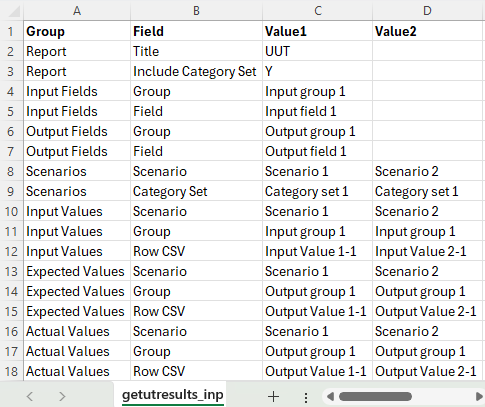 A B C D
1 Group Field Value1 Value2
2 Report Title UUT
3 Report Include Category Set Y
4 Input Fields Group Input group 1
5 Input Fields Field Input field 1
6 Output Fields Group Output group 1
7 Output Fields Field Output field 1
8 Scenarios Scenario Scenario 1 Scenario 2
9 Scenarios Category Set Category set 1 Category set 1
10 Input Values Scenario Scenario 1 Scenario 2
11 Input Values Group Input group 1 Input group 1
12 Input Values Row CSV Input Value 1-1 Input Value 2-1
13 Expected Values Scenario Scenario 1 Scenario 2
14 Expected Values Group Output group 1 Output group 1
15 Expected Values Row CSV Output Value 1-1 Output Value 2-1
16 Actual Values Scenario Scenario 1 Scenario 2
17 Actual Values Group Output group 1 Output group 1
18 Actual Values Row CSV Output Value 1-1 Output Value 2-1
getutresults_inp